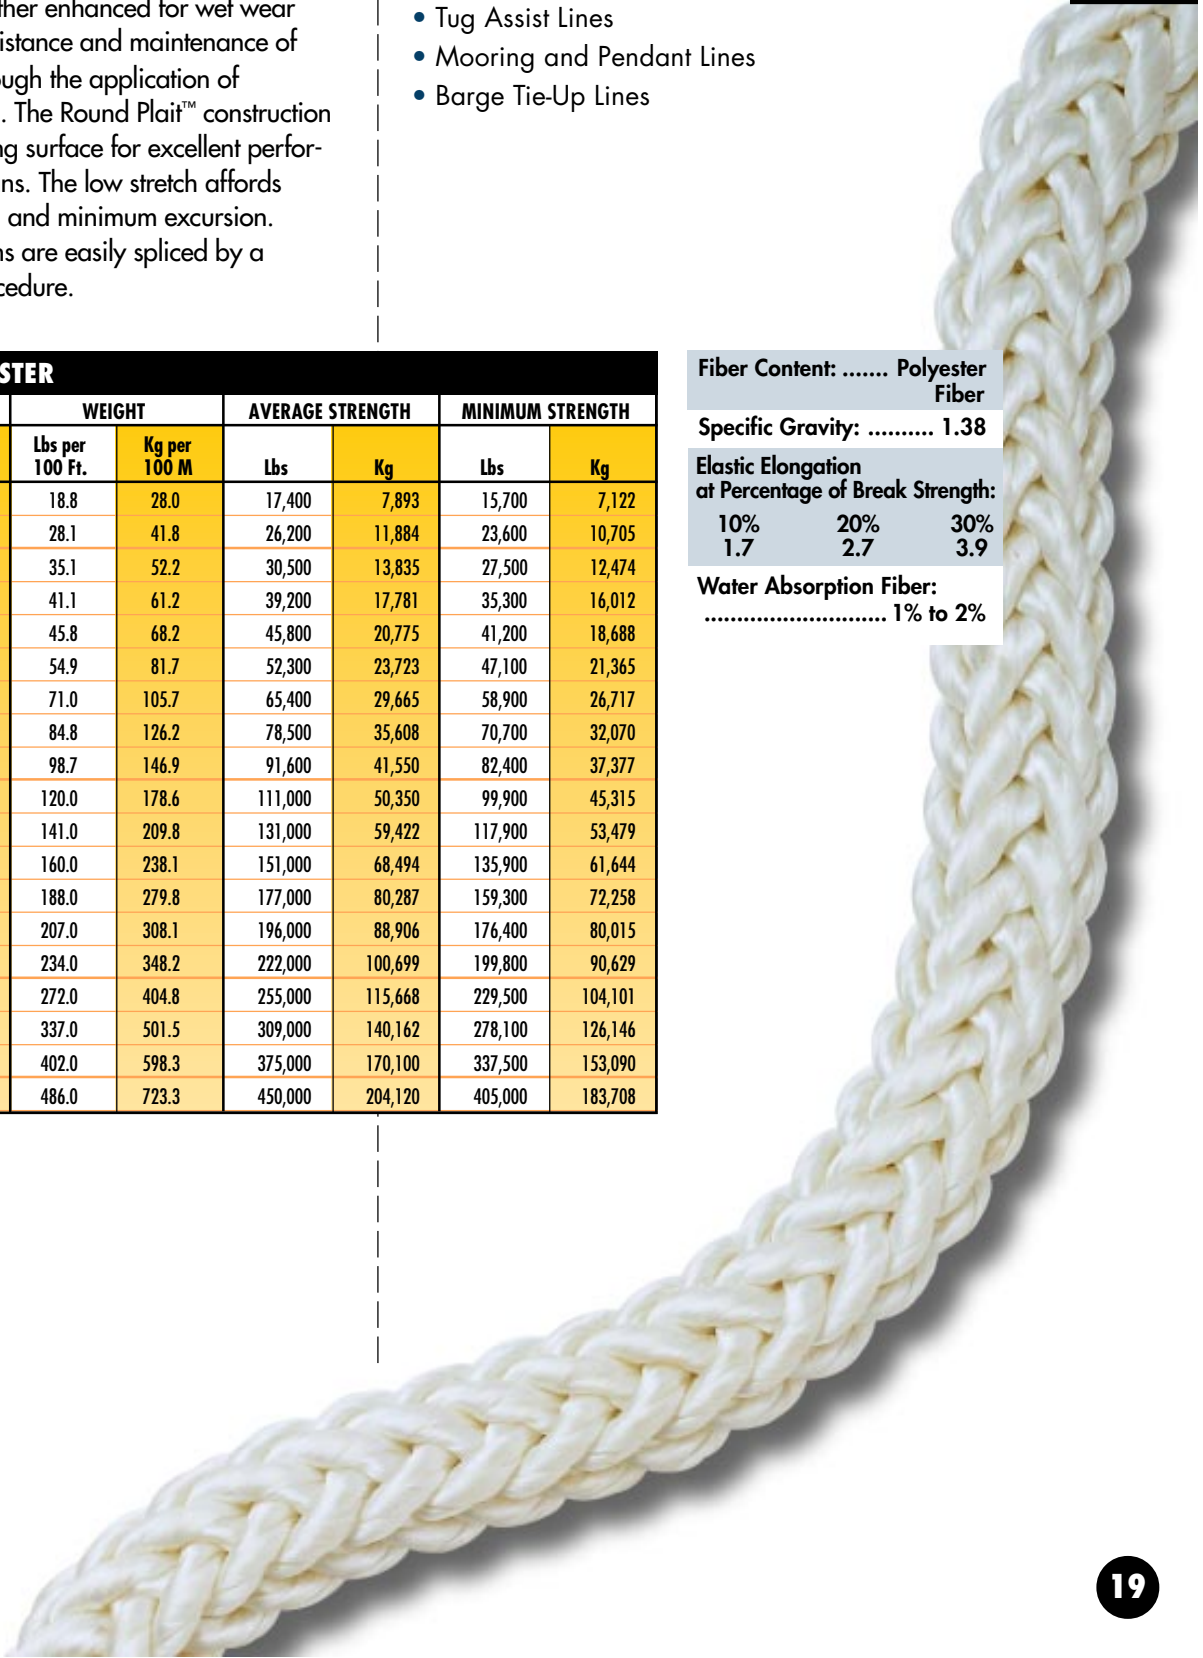 ther enhanced for wet wear
istance and maintenance of
ugh the application of
. The Round Plait™ construction
ng surface for excellent perfor-
ns. The low stretch affords
and minimum excursion.
ns are easily spliced by a
cedure.
• Tug Assist Lines
• Mooring and Pendant Lines
• Barge Tie-Up Lines
STER
WEIGHT AVERAGE STRENGTH MINIMUM STRENGTH
Lbs per 100 Ft. Kg per 100 M Lbs Kg Lbs Kg
18.8 28.0 17,400 7,893 15,700 7,122
28.1 41.8 26,200 11,884 23,600 10,705
35.1 52.2 30,500 13,835 27,500 12,474
41.1 61.2 39,200 17,781 35,300 16,012
45.8 68.2 45,800 20,775 41,200 18,688
54.9 81.7 52,300 23,723 47,100 21,365
71.0 105.7 65,400 29,665 58,900 26,717
84.8 126.2 78,500 35,608 70,700 32,070
98.7 146.9 91,600 41,550 82,400 37,377
120.0 178.6 111,000 50,350 99,900 45,315
141.0 209.8 131,000 59,422 117,900 53,479
160.0 238.1 151,000 68,494 135,900 61,644
188.0 279.8 177,000 80,287 159,300 72,258
207.0 308.1 196,000 88,906 176,400 80,015
234.0 348.2 222,000 100,699 199,800 90,629
272.0 404.8 255,000 115,668 229,500 104,101
337.0 501.5 309,000 140,162 278,100 126,146
402.0 598.3 375,000 170,100 337,500 153,090
486.0 723.3 450,000 204,120 405,000 183,708
Fiber Content: ....... Polyester
Fiber
Specific Gravity: .......... 1.38
Elastic Elongation
at Percentage of Break Strength:
10% 20% 30%
1.7 2.7 3.9
Water Absorption Fiber:
............................ 1% to 2%
19